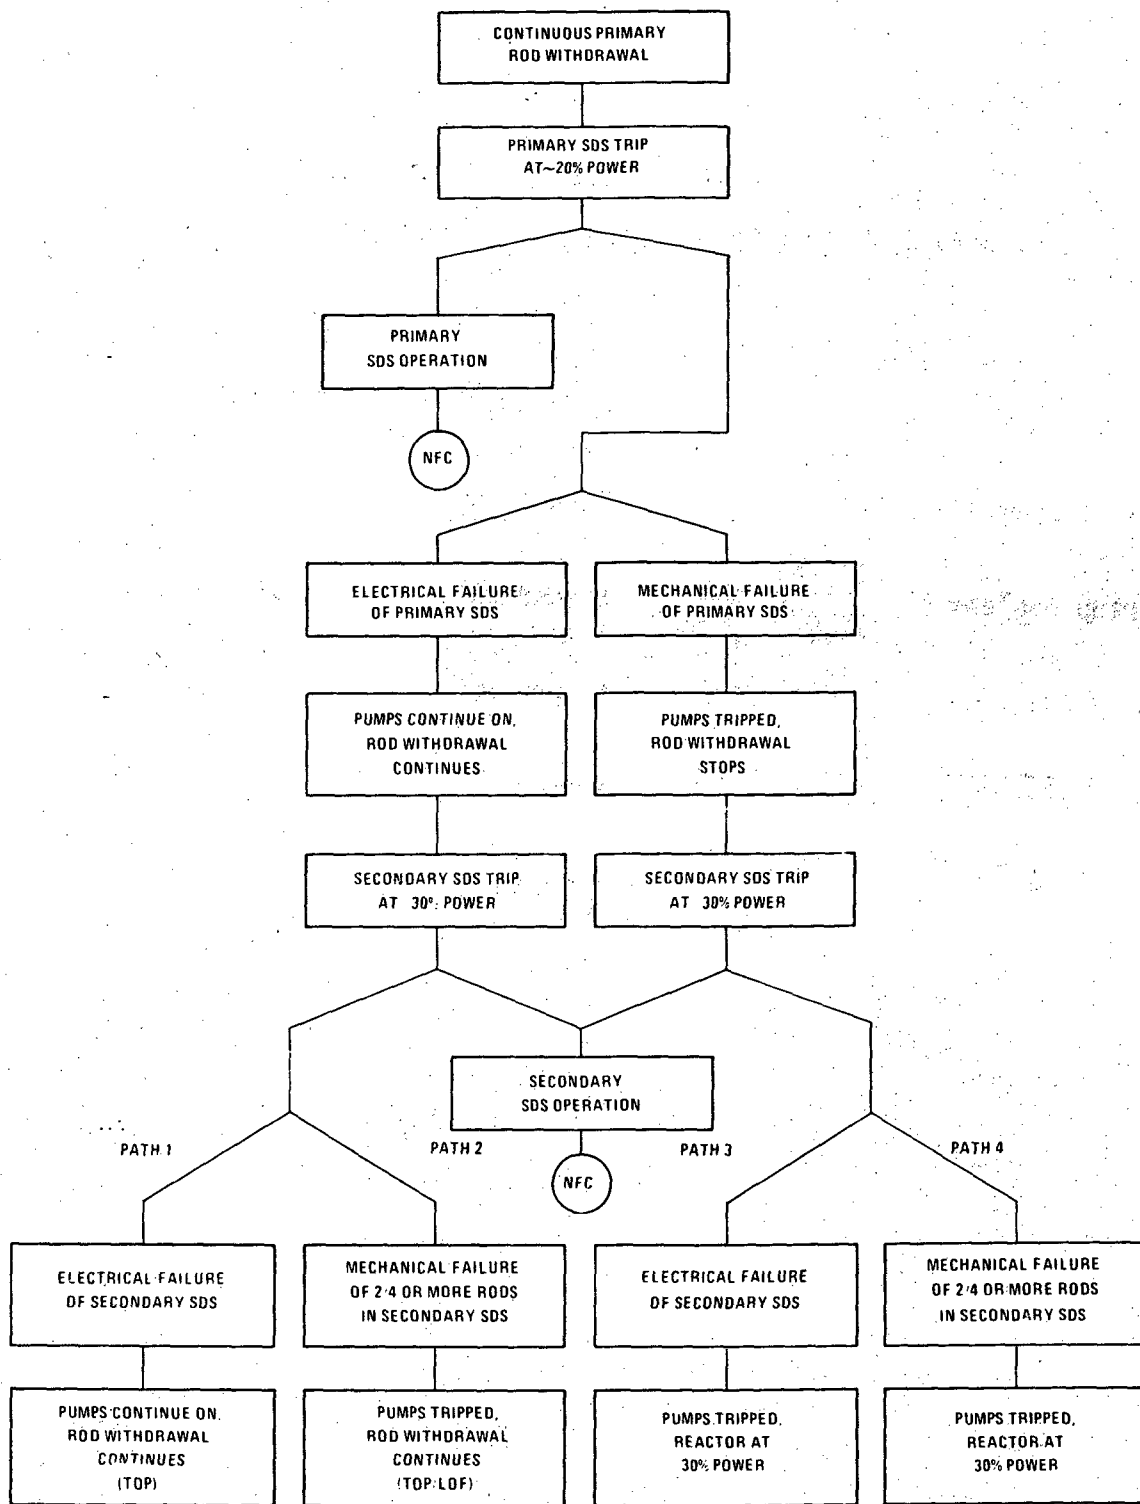 CONTINUOUS PRIMARY
ROD WITHDRAWAL
PRIMARY SDS TRIP
AT~20% POWER
PRIMARY
SDS OPERATION
NFC
ELECTRICAL FAILURE
OF PRIMARY SDS
MECHANICAL FAILURE
OF PRIMARY SDS
PUMPS CONTINUE ON,
ROD WITHDRAWAL
CONTINUES
PUMPS TRIPPED,
ROD WITHDRAWAL
STOPS
SECONDARY SDS TRIP
AT 30% POWER
SECONDARY SDS TRIP
AT 30% POWER
SECONDARY
SDS OPERATION
NFC
PATH 1
PATH 2
PATH 3
PATH 4
ELECTRICAL FAILURE
OF SECONDARY SDS
MECHANICAL FAILURE
OF 2/4 OR MORE RODS
IN SECONDARY SDS
ELECTRICAL FAILURE
OF SECONDARY SDS
MECHANICAL FAILURE
OF 2/4 OR MORE RODS
IN SECONDARY SDS
PUMPS CONTINUE ON,
ROD WITHDRAWAL
CONTINUES
(TOP)
PUMPS TRIPPED,
ROD WITHDRAWAL
CONTINUES
(TOP/LOF)
PUMPS TRIPPED,
REACTOR AT
30% POWER
PUMPS TRIPPED,
REACTOR AT
30% POWER